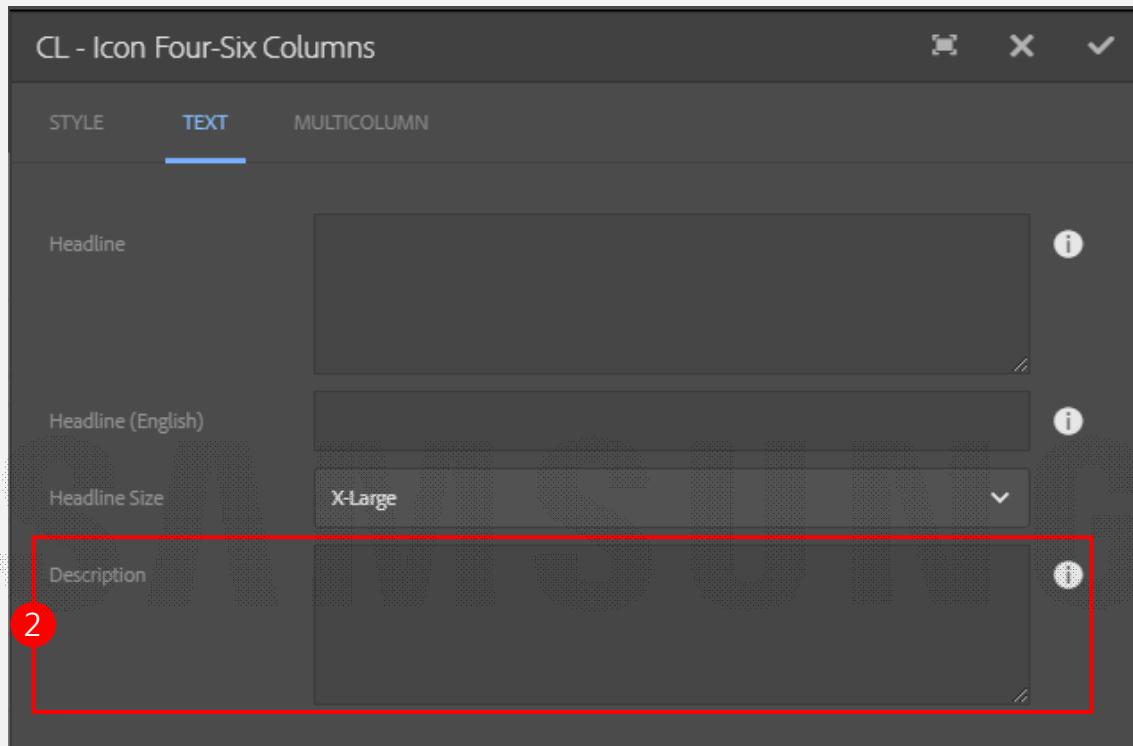 CL - Icon Four-Six Columns
STYLE TEXT MULTICOLUMN
Headline
Headline (English)
Headline Size X-Large
Description
2
SAMSUNG